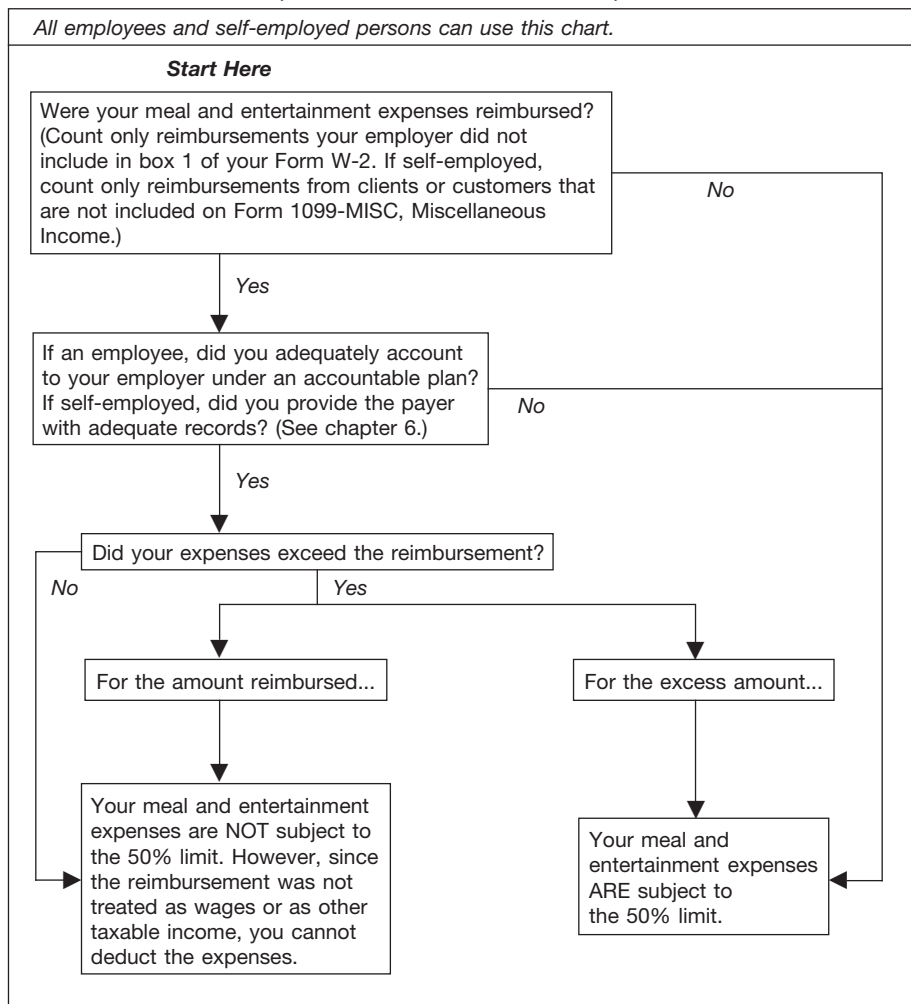 All employees and self-employed persons can use this chart.
Start Here
Were your meal and entertainment expenses reimbursed?
(Count only reimbursements your employer did not
include in box 1 of your Form W-2. If self-employed,
count only reimbursements from clients or customers that
are not included on Form 1099-MISC, Miscellaneous
Income.)
No
Yes
If an employee, did you adequately account
to your employer under an accountable plan?
If self-employed, did you provide the payer
with adequate records? (See chapter 6.)
No
Yes
Did your expenses exceed the reimbursement?
No
Yes
For the amount reimbursed...
For the excess amount...
Your meal and entertainment
expenses are NOT subject to
the 50% limit. However, since
the reimbursement was not
treated as wages or as other
taxable income, you cannot
deduct the expenses.
Your meal and
entertainment expenses
ARE subject to
the 50% limit.